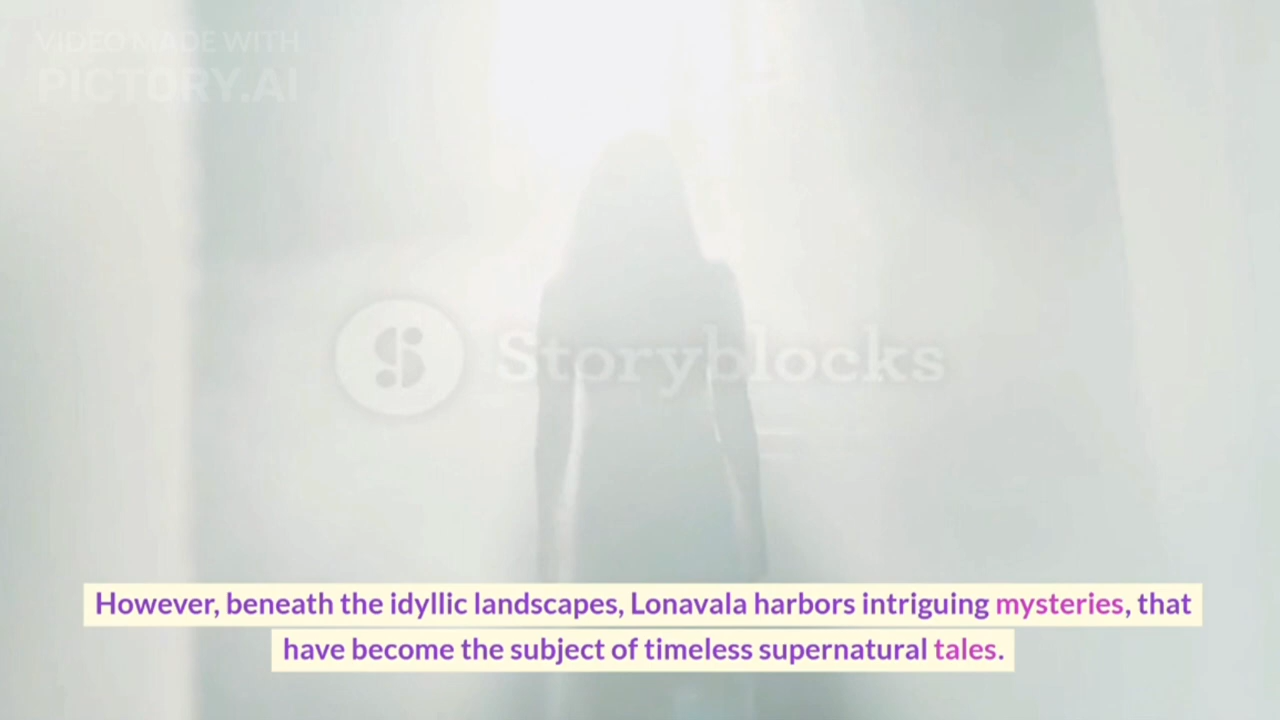 VIDEO MADE WITH
PICTORY.AI
Storyblocks
However, beneath the idyllic landscapes, Lonavala harbors intriguing mysteries, that
have become the subject of timeless supernatural tales.